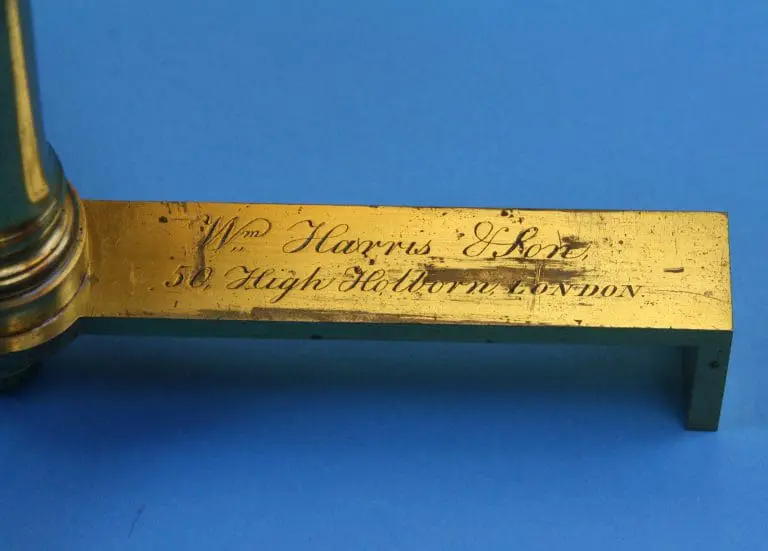 Wm Harris & Son,
50, High Holborn, LONDON